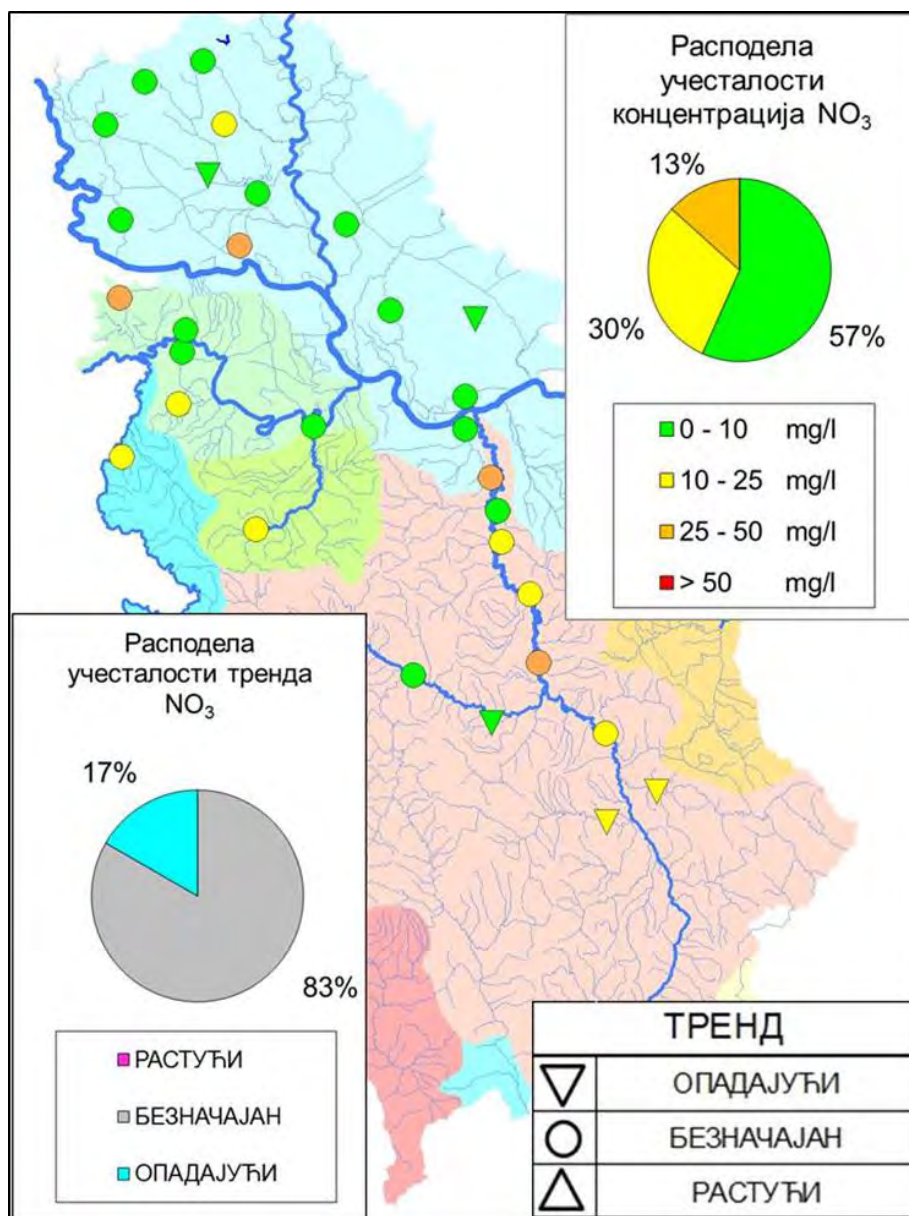 Расподела
учесталости
концентрација NO₃
13%
30%
57%
0 - 10 mg/l
10 - 25 mg/l
25 - 50 mg/l
> 50 mg/l
Расподела
учесталости тренда
NO₃
17%
83%
РАСТУЋИ
БЕЗНАЧАЈАН
ОПАДАЈУЋИ
ТРЕНД
ОПАДАЈУЋИ
БЕЗНАЧАЈАН
РАСТУЋИ